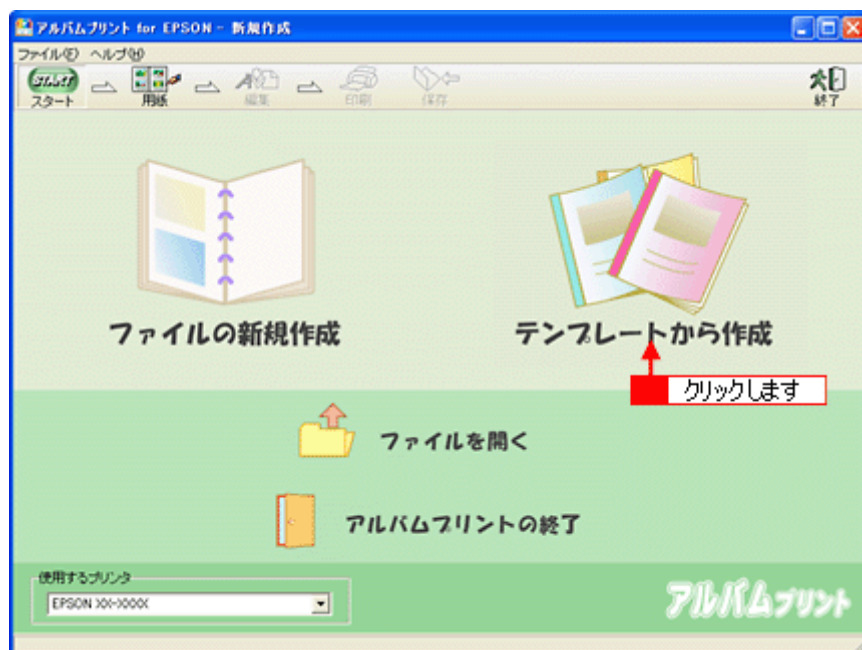 アルバムプリント for EPSON - 新規作成
ファイル(F) ヘルプ(H)
START
スタート 用紙 編集 印刷 保存 終了
ファイルの新規作成 テンプレートから作成
クリックします
ファイルを開く
アルバムプリントの終了
使用するプリンタ
EPSON XX-XXXX
アルバムプリント